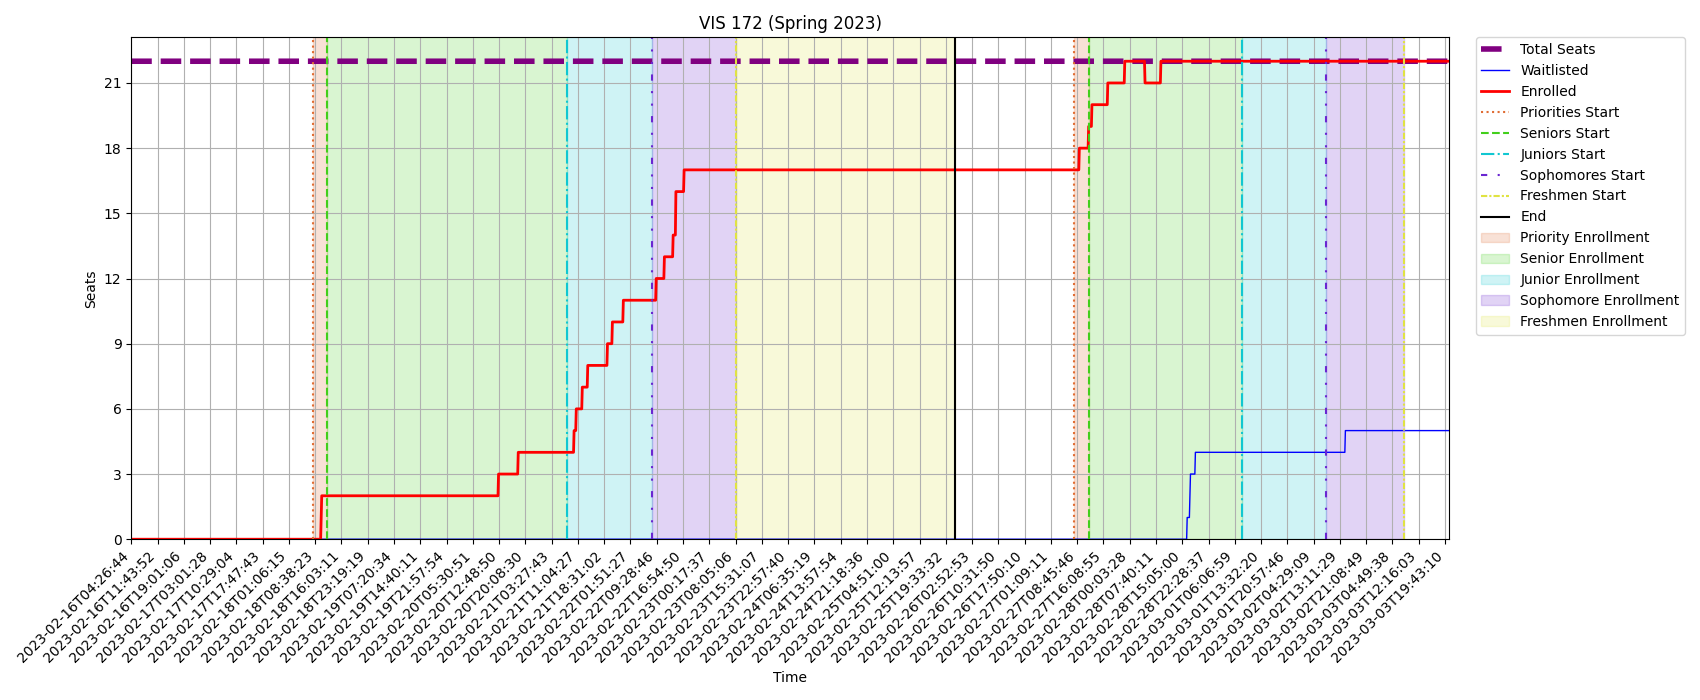 VIS 172 (Spring 2023)
Seats
21
18
15
12
9
6
3
0
2023-02-16T04:26:44
2023-02-16T11:43:52
2023-02-16T19:01:06
2023-02-17T03:01:28
2023-02-17T10:29:04
2023-02-17T17:47:43
2023-02-18T01:06:15
2023-02-18T08:38:23
2023-02-18T16:03:11
2023-02-18T23:19:19
2023-02-19T07:20:34
2023-02-19T14:40:11
2023-02-19T21:57:54
2023-02-20T05:30:51
2023-02-20T12:48:50
2023-02-20T20:08:30
2023-02-21T03:27:43
2023-02-21T11:04:27
2023-02-21T18:31:02
2023-02-22T01:51:27
2023-02-22T09:28:46
2023-02-22T16:54:50
2023-02-23T00:17:37
2023-02-23T08:05:06
2023-02-23T15:31:07
2023-02-23T22:57:40
2023-02-24T06:35:19
2023-02-24T13:57:54
2023-02-24T21:18:36
2023-02-25T04:51:00
2023-02-25T12:13:57
2023-02-25T19:33:32
2023-02-26T02:52:53
2023-02-26T10:31:50
2023-02-26T17:50:10
2023-02-27T01:09:11
2023-02-27T08:45:46
2023-02-27T16:08:55
2023-02-28T00:03:28
2023-02-28T07:40:11
2023-02-28T15:05:00
2023-02-28T22:28:37
2023-03-01T06:06:59
2023-03-01T13:32:20
2023-03-01T20:57:46
2023-03-02T04:29:09
2023-03-02T13:11:29
2023-03-02T21:08:49
2023-03-03T04:49:38
2023-03-03T12:16:03
2023-03-03T19:43:10
Time
Total Seats
Waitlisted
Enrolled
Priorities Start
Seniors Start
Juniors Start
Sophomores Start
Freshmen Start
End
Priority Enrollment
Senior Enrollment
Junior Enrollment
Sophomore Enrollment
Freshmen Enrollment